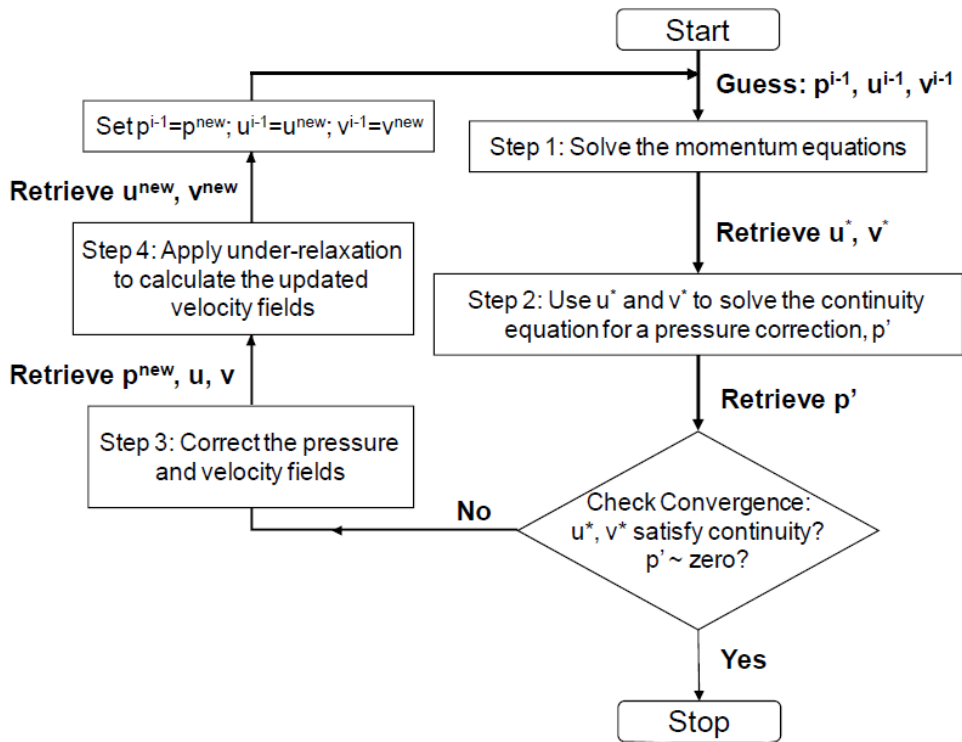 Start
Guess: pⁱ⁻¹, uⁱ⁻¹, vⁱ⁻¹
Step 1: Solve the momentum equations
Retrieve u*, v*
Step 2: Use u* and v* to solve the continuity
equation for a pressure correction, p’
Retrieve p’
Check Convergence:
u*, v* satisfy continuity?
p’ ~ zero?
Yes
Stop
No
Step 3: Correct the pressure
and velocity fields
Retrieve pⁿᵉʷ, u, v
Step 4: Apply under-relaxation
to calculate the updated
velocity fields
Retrieve uⁿᵉʷ, vⁿᵉʷ
Set pⁱ⁻¹=pⁿᵉʷ; uⁱ⁻¹=uⁿᵉʷ; vⁱ⁻¹=vⁿᵉʷ